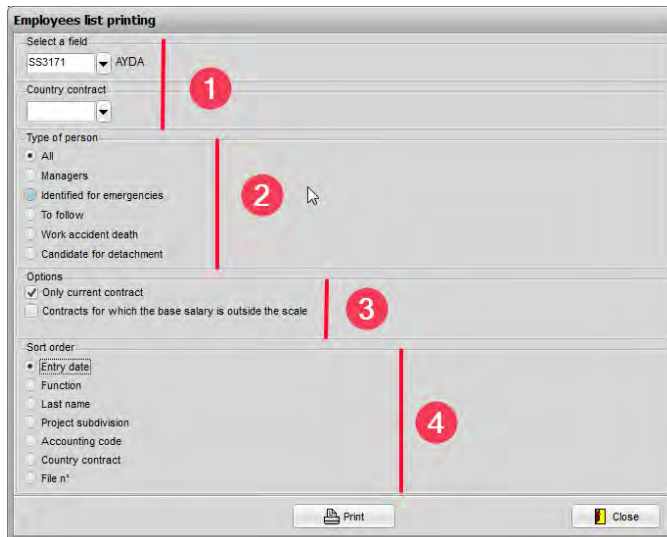 Employees list printing
Select a field
SS3171 AYDA
Country contract
1
Type of person
All
Managers
Identified for emergencies
2
To follow
Work accident death
Candidate for detachment
Options
Only current contract
Contracts for which the base salary is outside the scale
3
Sort order
Entry date
Function
Last name
Project subdivision
4
Accounting code
Country contract
File n°
Print Close